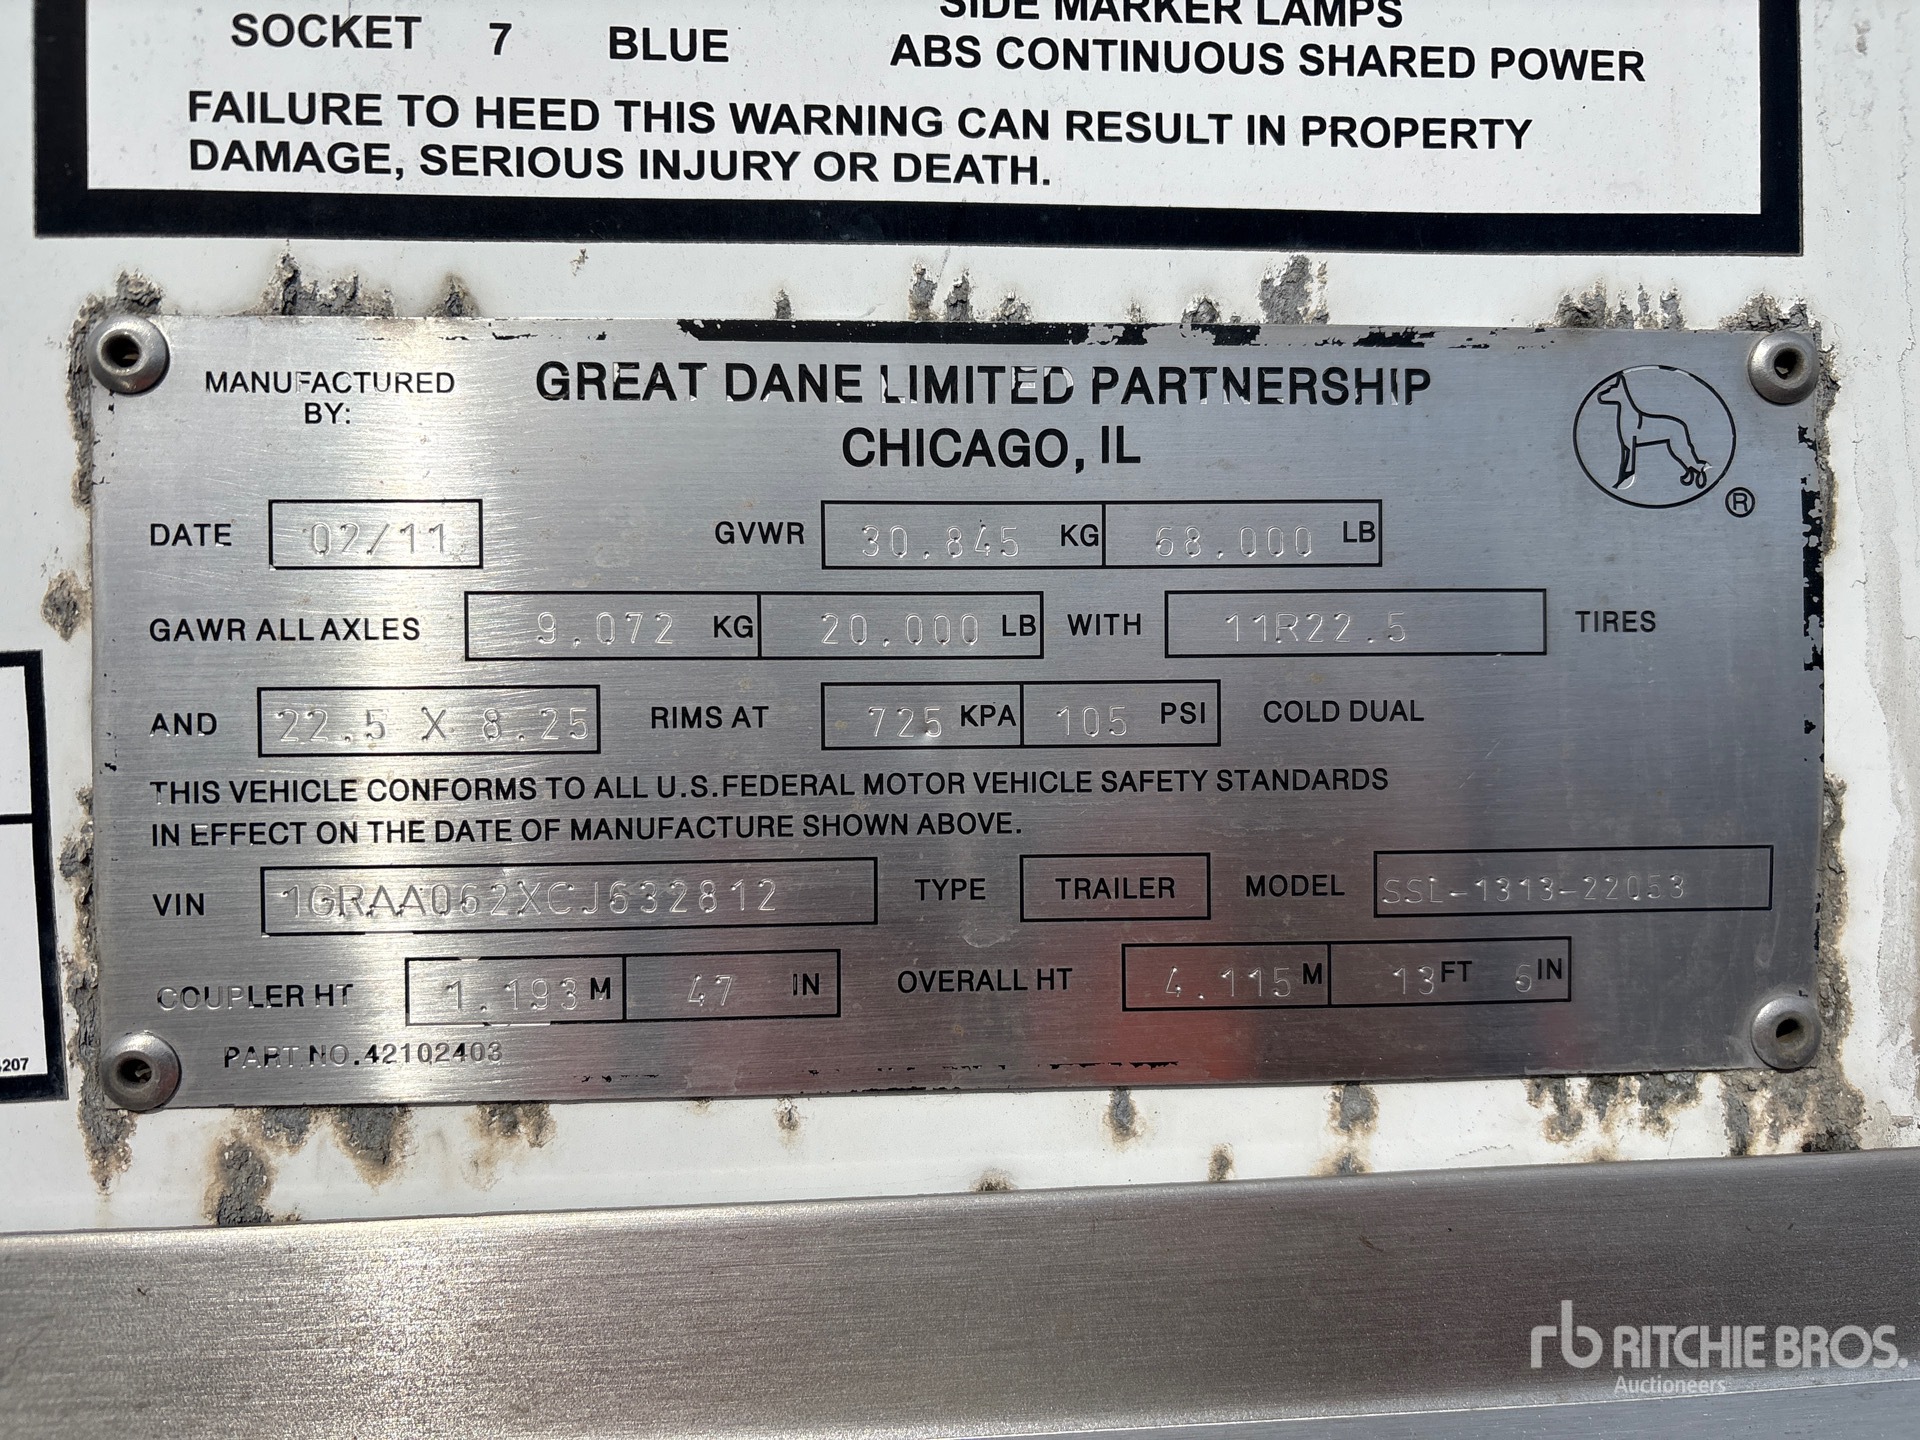 SIDE MARKER LAMPS
SOCKET 7 BLUE ABS CONTINUOUS SHARED POWER
FAILURE TO HEED THIS WARNING CAN RESULT IN PROPERTY
DAMAGE, SERIOUS INJURY OR DEATH.
MANUFACTURED BY: GREAT DANE LIMITED PARTNERSHIP
CHICAGO, IL
®
DATE 02/11 GVWR 30.845 KG 68.000 LB
GAWR ALL AXLES 9.072 KG 20.000 LB WITH 11R22.5 TIRES
AND 22.5 X 8.25 RIMS AT 725 KPA 105 PSI COLD DUAL
THIS VEHICLE CONFORMS TO ALL U.S. FEDERAL MOTOR VEHICLE SAFETY STANDARDS
IN EFFECT ON THE DATE OF MANUFACTURE SHOWN ABOVE.
VIN 1GRAA062XCJ632812 TYPE TRAILER MODEL SSL-1313-22053
COUPLER HT 1.193 M 47 IN OVERALL HT 4.115 M 13 FT 6 IN
PART NO. 42102403
207
rb RITCHIE BROS.
Auctioneers